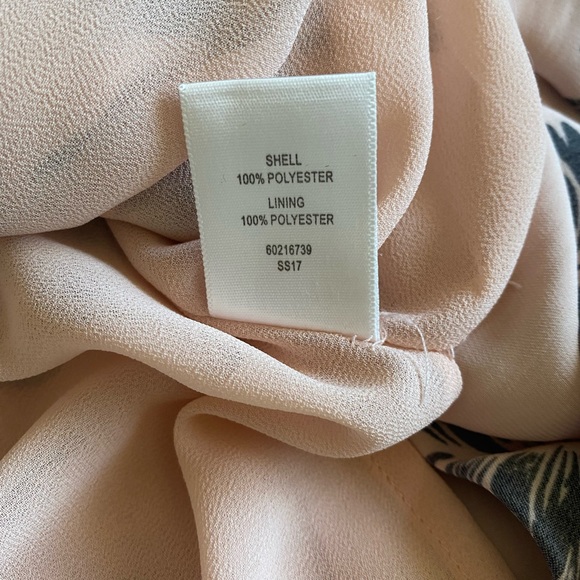 SHELL
100% POLYESTER
LINING
100% POLYESTER
60216739
SS17